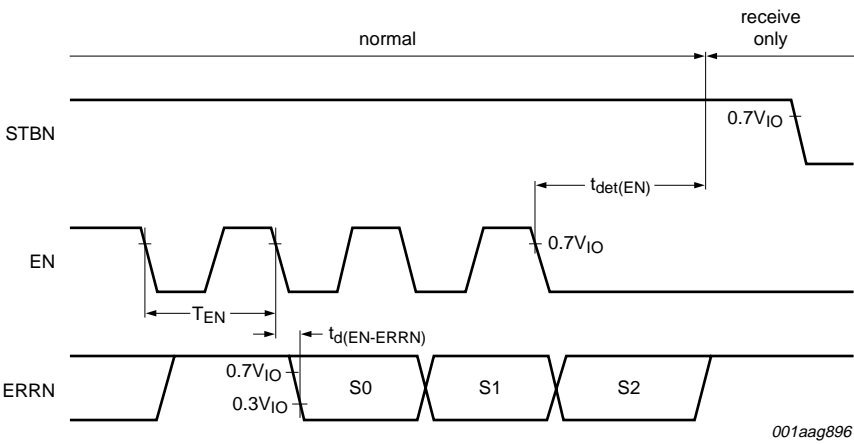 receive
only
normal
STBN
0.7VIO
tdet(EN)
EN
0.7VIO
TEN
td(EN-ERRN)
ERRN
0.7VIO
0.3VIO
S0
S1
S2
001aag896